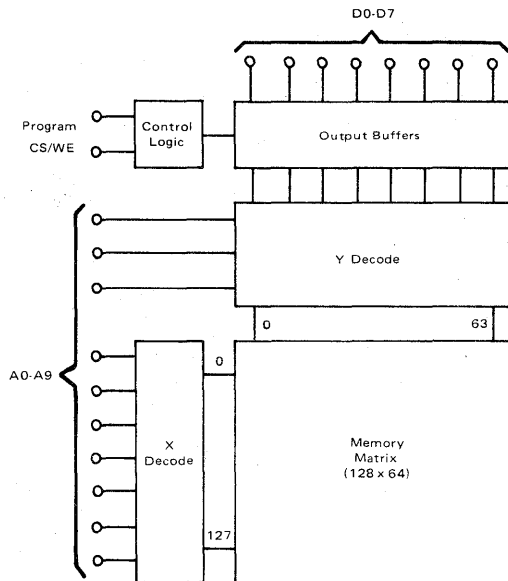 D0-D7
Program
CS/WE
Control
Logic
Output Buffers
Y Decode
0
63
A0-A9
0
X
Decode
Memory
Matrix
(128 x 64)
127